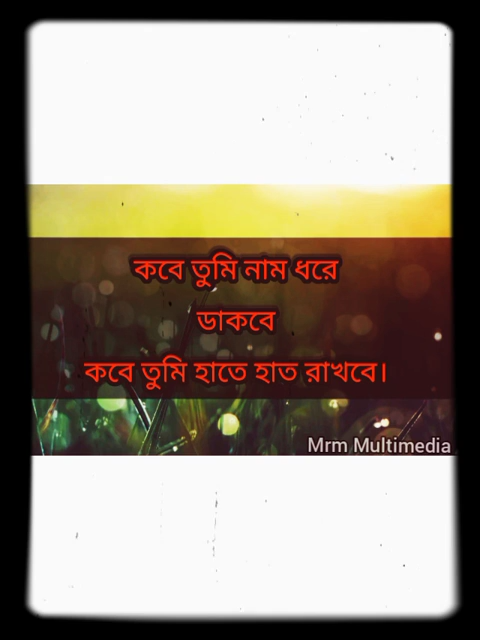 কবে তুমি নাম ধরে
ডাকবে
কবে তুমি হাতে হাত রাখবে।
Mrm Multimedia